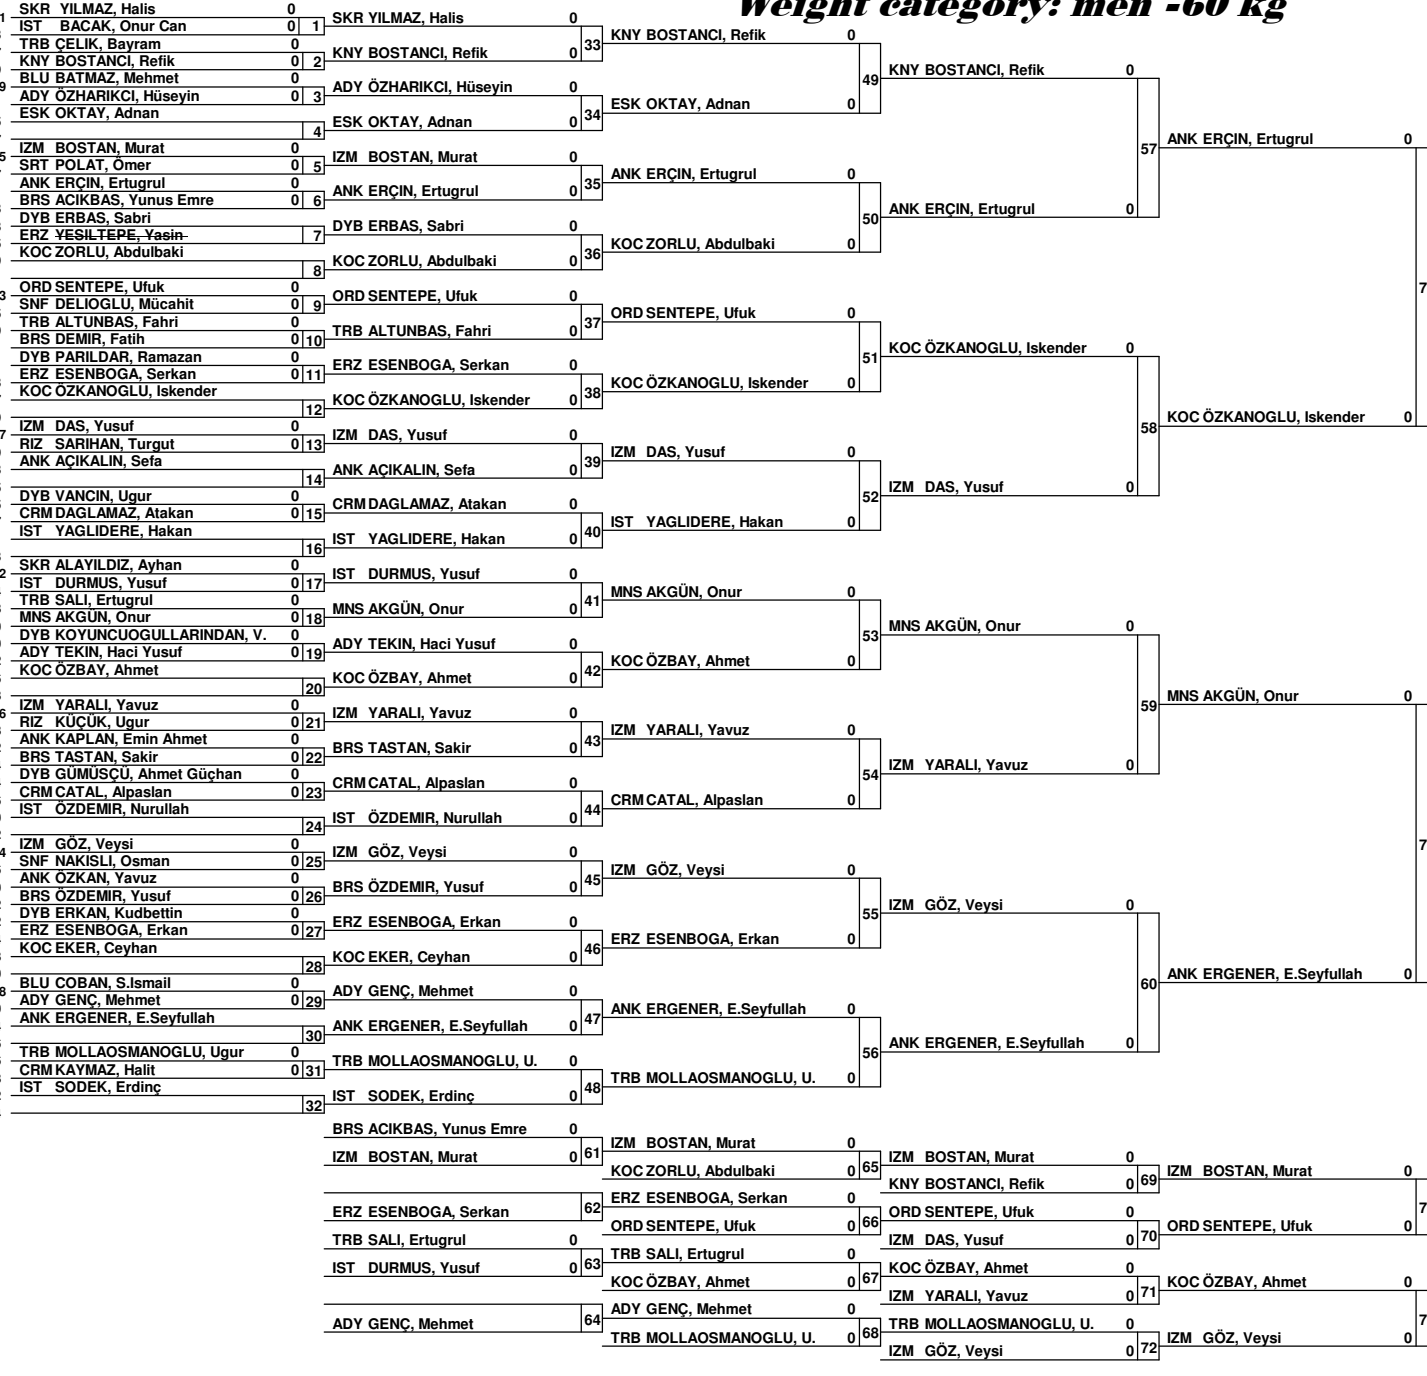 Weight category: men -60 kg
SKR YILMAZ, Halis 0
IST BACAK, Onur Can 0 1
TRB ÇELIK, Bayram 0
KNY BOSTANCI, Refik 0 2
BLU BATMAZ, Mehmet 0
ADY ÖZHARIKCI, Hüseyin 0 3
ESK OKTAY, Adnan
4
IZM BOSTAN, Murat 0
SRT POLAT, Ömer 0 5
ANK ERÇIN, Ertugrul 0
BRS ACIKBAS, Yunus Emre 0 6
DYB ERBAS, Sabri
ERZ YESILTEPE, Yasin 7
KOC ZORLU, Abdulbaki
8
ORD SENTEPE, Ufuk 0
SNF DELIOGLU, Mücahit 0 9
TRB ALTUNBAS, Fahri 0
BRS DEMIR, Fatih 0 10
DYB PARILDAR, Ramazan 0
ERZ ESENBOGA, Serkan 0 11
KOC ÖZKANOGLU, Iskender
12
IZM DAS, Yusuf 0
RIZ SARIHAN, Turgut 0 13
ANK AÇIKALIN, Sefa
14
DYB VANCIN, Ugur 0
CRM DAGLAMAZ, Atakan 0 15
IST YAGLIDERE, Hakan
16
SKR ALAYILDIZ, Ayhan 0
IST DURMUS, Yusuf 0 17
TRB SALI, Ertugrul 0
MNS AKGÜN, Onur 0 18
DYB KOYUNCUOGULLARINDAN, V. 0
ADY TEKIN, Haci Yusuf 0 19
KOC ÖZBAY, Ahmet
20
IZM YARALI, Yavuz 0
RIZ KÜÇÜK, Ugur 0 21
ANK KAPLAN, Emin Ahmet 0
BRS TASTAN, Sakir 0 22
DYB GÜMÜSÇÜ, Ahmet Güçhan 0
CRM CATAL, Alpaslan 0 23
IST ÖZDEMIR, Nurullah
24
IZM GÖZ, Veysi 0
SNF NAKISLI, Osman 0 25
ANK ÖZKAN, Yavuz 0
BRS ÖZDEMIR, Yusuf 0 26
DYB ERKAN, Kudbettin 0
ERZ ESENBOGA, Erkan 0 27
KOC EKER, Ceyhan
28
BLU COBAN, S.Ismail 0
ADY GENÇ, Mehmet 0 29
ANK ERGENER, E.Seyfullah
30
TRB MOLLAOSMANOGLU, Ugur 0
CRM KAYMAZ, Halit 0 31
IST SODEK, Erdinç
32
SKR YILMAZ, Halis 0
KNY BOSTANCI, Refik 0 33
ADY ÖZHARIKCI, Hüseyin 0
ESK OKTAY, Adnan 0 34
IZM BOSTAN, Murat 0
ANK ERÇIN, Ertugrul 0 35
DYB ERBAS, Sabri 0
KOC ZORLU, Abdulbaki 0 36
ORD SENTEPE, Ufuk 0
TRB ALTUNBAS, Fahri 0 37
ERZ ESENBOGA, Serkan 0
KOC ÖZKANOGLU, Iskender 0 38
IZM DAS, Yusuf 0
ANK AÇIKALIN, Sefa 0 39
CRM DAGLAMAZ, Atakan 0
IST YAGLIDERE, Hakan 0 40
IST DURMUS, Yusuf 0
MNS AKGÜN, Onur 0 41
ADY TEKIN, Haci Yusuf 0
KOC ÖZBAY, Ahmet 0 42
IZM YARALI, Yavuz 0
BRS TASTAN, Sakir 0 43
CRM CATAL, Alpaslan 0
IST ÖZDEMIR, Nurullah 0 44
IZM GÖZ, Veysi 0
BRS ÖZDEMIR, Yusuf 0 45
ERZ ESENBOGA, Erkan 0
KOC EKER, Ceyhan 0 46
ADY GENÇ, Mehmet 0
ANK ERGENER, E.Seyfullah 0 47
TRB MOLLAOSMANOGLU, U. 0
IST SODEK, Erdinç 0 48
KNY BOSTANCI, Refik 0
ESK OKTAY, Adnan 0 49
ANK ERÇIN, Ertugrul 0
KOC ZORLU, Abdulbaki 0 50
ORD SENTEPE, Ufuk 0
KOC ÖZKANOGLU, Iskender 0 51
IZM DAS, Yusuf 0
IST YAGLIDERE, Hakan 0 52
MNS AKGÜN, Onur 0
KOC ÖZBAY, Ahmet 0 53
IZM YARALI, Yavuz 0
CRM CATAL, Alpaslan 0 54
IZM GÖZ, Veysi 0
ERZ ESENBOGA, Erkan 0 55
ANK ERGENER, E.Seyfullah 0
TRB MOLLAOSMANOGLU, U. 0 56
KNY BOSTANCI, Refik 0
ANK ERÇIN, Ertugrul 0 57
KOC ÖZKANOGLU, Iskender 0
IZM DAS, Yusuf 0 58
MNS AKGÜN, Onur 0
IZM YARALI, Yavuz 0 59
IZM GÖZ, Veysi 0
ANK ERGENER, E.Seyfullah 0 60
ANK ERÇIN, Ertugrul 0
KOC ÖZKANOGLU, Iskender 0
MNS AKGÜN, Onur 0
ANK ERGENER, E.Seyfullah 0
BRS ACIKBAS, Yunus Emre 0
IZM BOSTAN, Murat 0 61
ERZ ESENBOGA, Serkan 62
TRB SALI, Ertugrul 0
IST DURMUS, Yusuf 0 63
ADY GENÇ, Mehmet 64
IZM BOSTAN, Murat 0
KOC ZORLU, Abdulbaki 0 65
ERZ ESENBOGA, Serkan 0
ORD SENTEPE, Ufuk 0 66
TRB SALI, Ertugrul 0
KOC ÖZBAY, Ahmet 0 67
ADY GENÇ, Mehmet 0
TRB MOLLAOSMANOGLU, U. 0 68
IZM BOSTAN, Murat 0
KNY BOSTANCI, Refik 0 69
ORD SENTEPE, Ufuk 0
IZM DAS, Yusuf 0 70
KOC ÖZBAY, Ahmet 0
IZM YARALI, Yavuz 0 71
TRB MOLLAOSMANOGLU, U. 0
IZM GÖZ, Veysi 0 72
IZM BOSTAN, Murat 0
ORD SENTEPE, Ufuk 0
KOC ÖZBAY, Ahmet 0
IZM GÖZ, Veysi 0